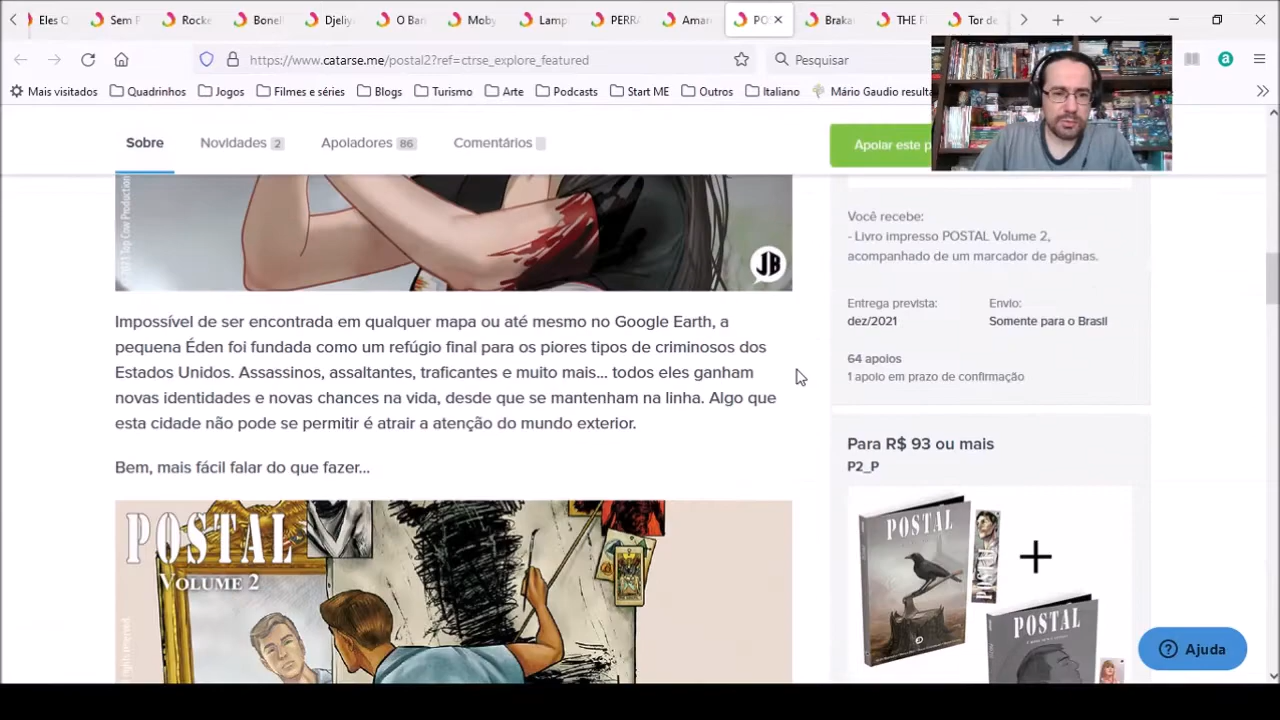 Eles Q
Sem F
Rocke
Bonel
Djeliy
O Ban
Moby
Lamp
PERRA
Aman
PO
Braka
THE F
Tor de
https://www.catarse.me/postal2?ref=ctrse_explore_featured
Pesquisar
a
Mais visitados
Quadrinhos
Jogos
Filmes e séries
Blogs
Turismo
Arte
Podcasts
Start ME
Outros
Italiano
Mário Gaudio resulta
Sobre
Novidades 2
Apoiadores 86
Comentários
Apoiar este p
JB
Impossível de ser encontrada em qualquer mapa ou até mesmo no Google Earth, a
pequena Éden foi fundada como um refúgio final para os piores tipos de criminosos dos
Estados Unidos. Assassinos, assaltantes, traficantes e muito mais... todos eles ganham
novas identidades e novas chances na vida, desde que se mantenham na linha. Algo que
esta cidade não pode se permitir é atrair a atenção do mundo exterior.
Bem, mais fácil falar do que fazer...
POSTAL
VOLUME 2
Você recebe:
- Livro impresso POSTAL Volume 2,
acompanhado de um marcador de páginas.
Entrega prevista:
dez/2021
Envio:
Somente para o Brasil
64 apoios
1 apoio em prazo de confirmação
Para R$ 93 ou mais
P2_P
POSTAL
POSTAL
+
POSTAL
Ajuda